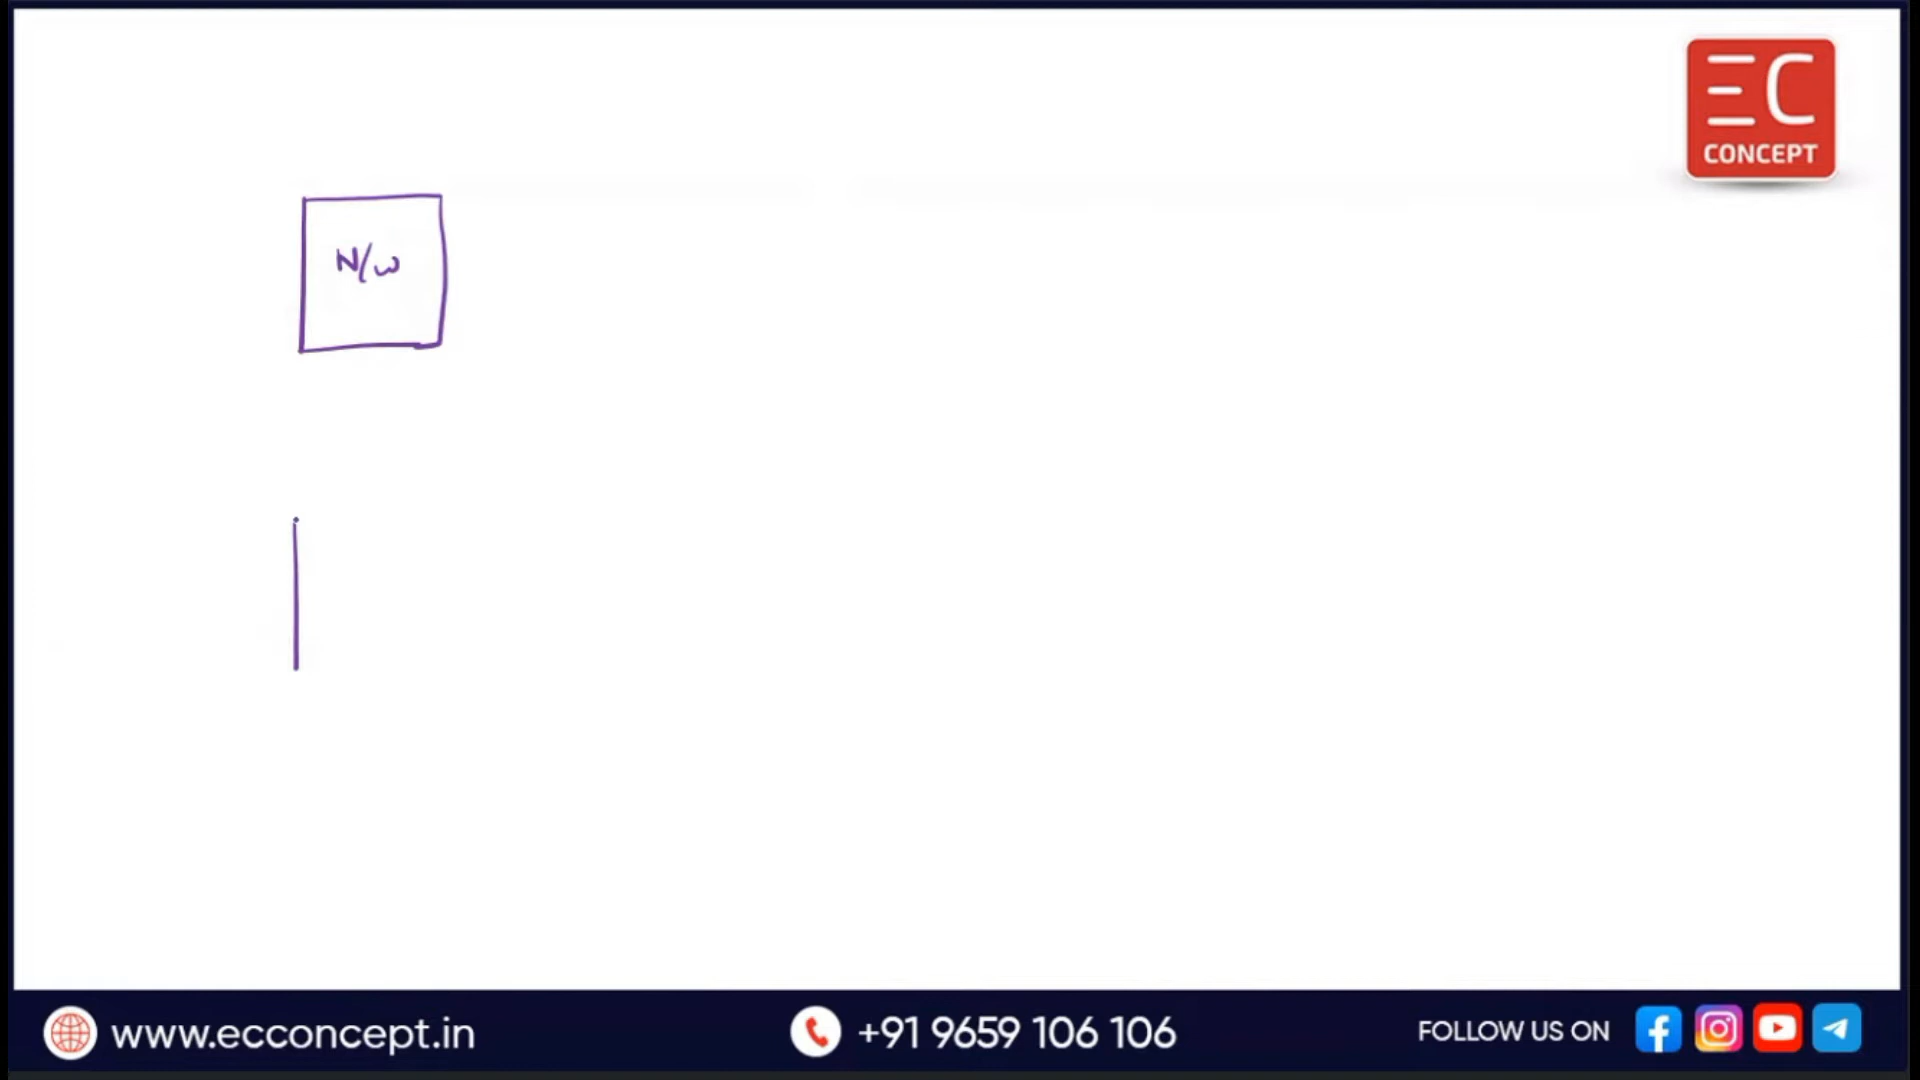 EC
CONCEPT
N/w
www.ecconcept.in
+91 9659 106 106
FOLLOW US ON